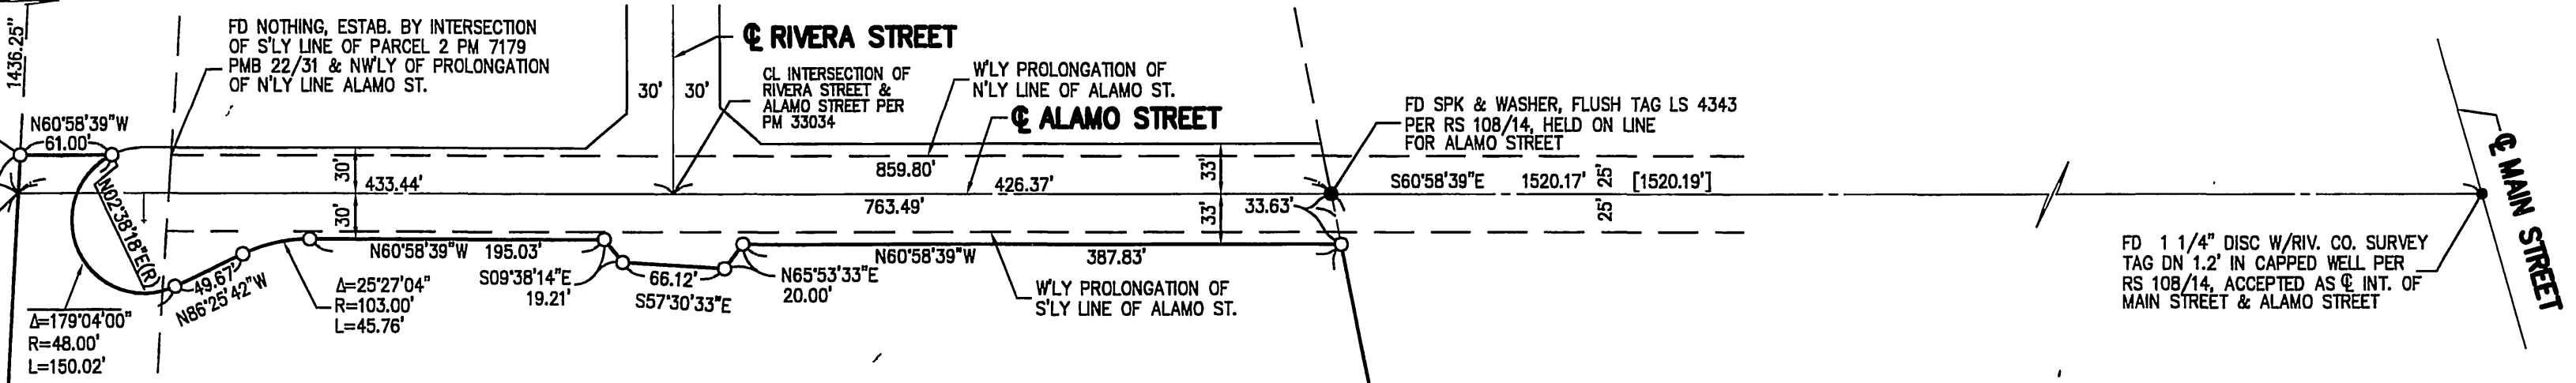 1436.25"
FD NOTHING, ESTAB. BY INTERSECTION
OF S'LY LINE OF PARCEL 2 PM 7179
PMB 22/31 & NW'LY OF PROLONGATION
OF N'LY LINE ALAMO ST.
℄ RIVERA STREET
30' 30'
CL INTERSECTION OF
RIVERA STREET &
ALAMO STREET PER
PM 33034
W'LY PROLONGATION OF
N'LY LINE OF ALAMO ST.
℄ ALAMO STREET
FD SPK & WASHER, FLUSH TAG LS 4343
PER RS 108/14, HELD ON LINE
FOR ALAMO STREET
℄ MAIN STREET
N60°58'39"W
61.00'
30'
433.44'
859.80'
426.37'
33'
S60°58'39"E 1520.17' 25' [1520.19']
N02°38'18"E(R)
30'
763.49'
33'
33.63'
25'
N60°58'39"W 195.03'
N60°58'39"W 387.83'
49.67'
N86°25'42"W
Δ=25°27'04"
R=103.00'
L=45.76'
S09°38'14"E
19.21'
66.12'
S57°30'33"E
N65°53'33"E
20.00'
W'LY PROLONGATION OF
S'LY LINE OF ALAMO ST.
FD 1 1/4" DISC W/RIV. CO. SURVEY
TAG DN 1.2' IN CAPPED WELL PER
RS 108/14, ACCEPTED AS ℄ INT. OF
MAIN STREET & ALAMO STREET
Δ=179°04'00"
R=48.00'
L=150.02'